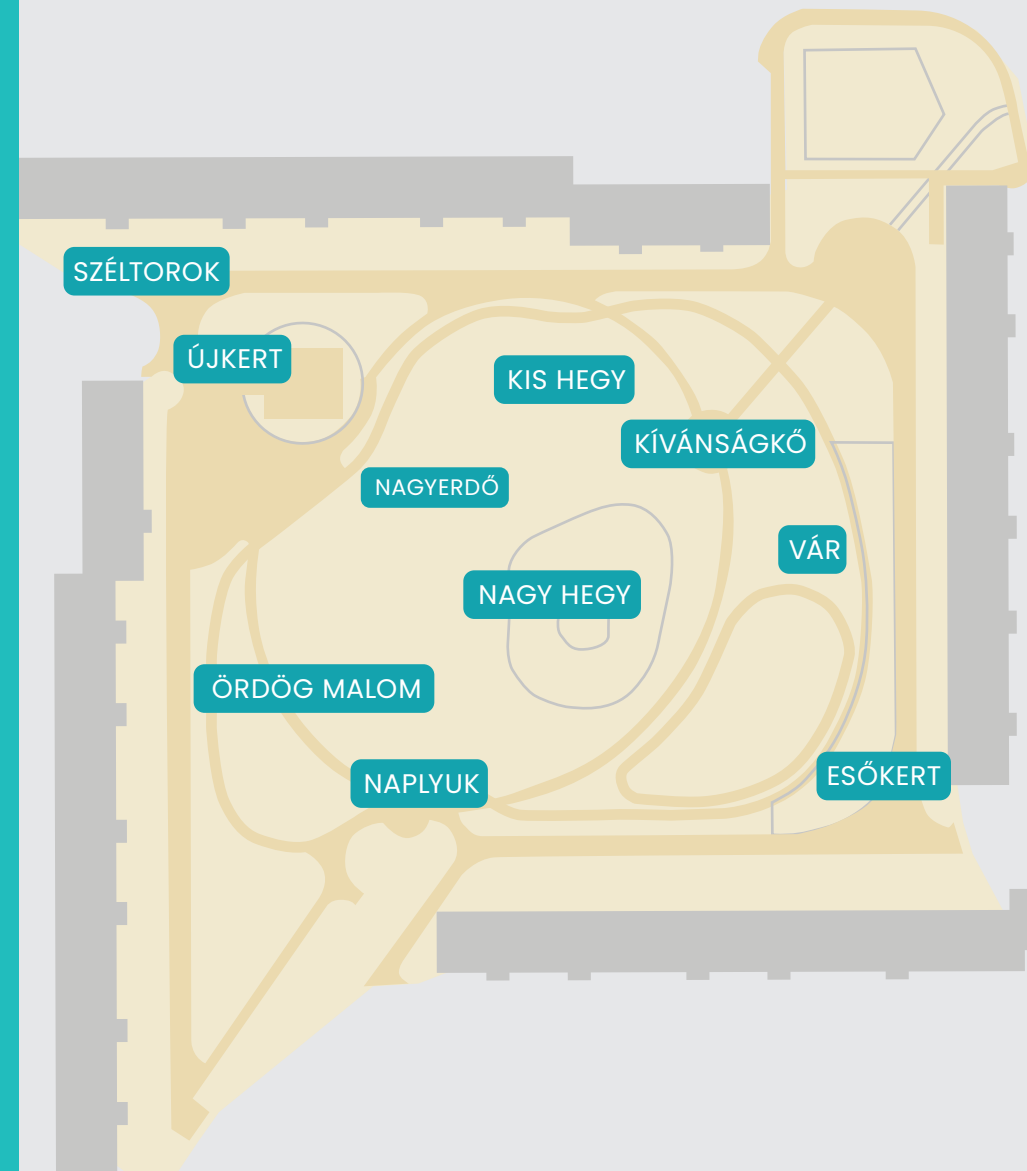 SZÉLTOROK
ÚJKERT
KIS HEGY
KÍVÁNSÁGKŐ
NAGYERDŐ
VÁR
NAGY HEGY
ÖRDÖG MALOM
NAPLYUK
ESŐKERT